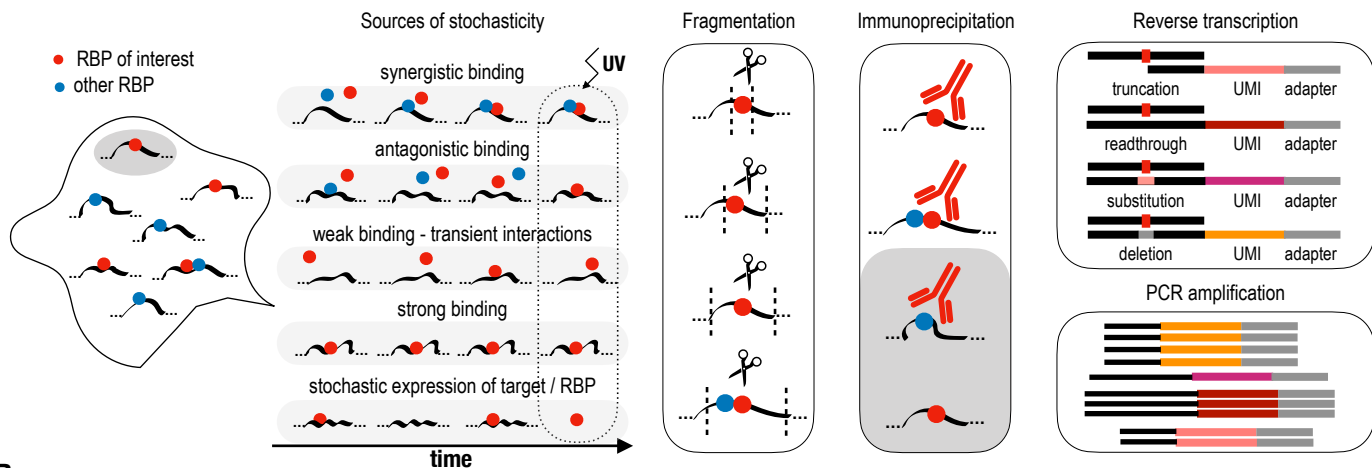 Sources of stochasticity
Fragmentation
Immunoprecipitation
Reverse transcription
RBP of interest
other RBP
UV
synergistic binding
antagonistic binding
weak binding - transient interactions
strong binding
stochastic expression of target / RBP
time
truncation UMI adapter
readthrough UMI adapter
substitution UMI adapter
deletion UMI adapter
PCR amplification